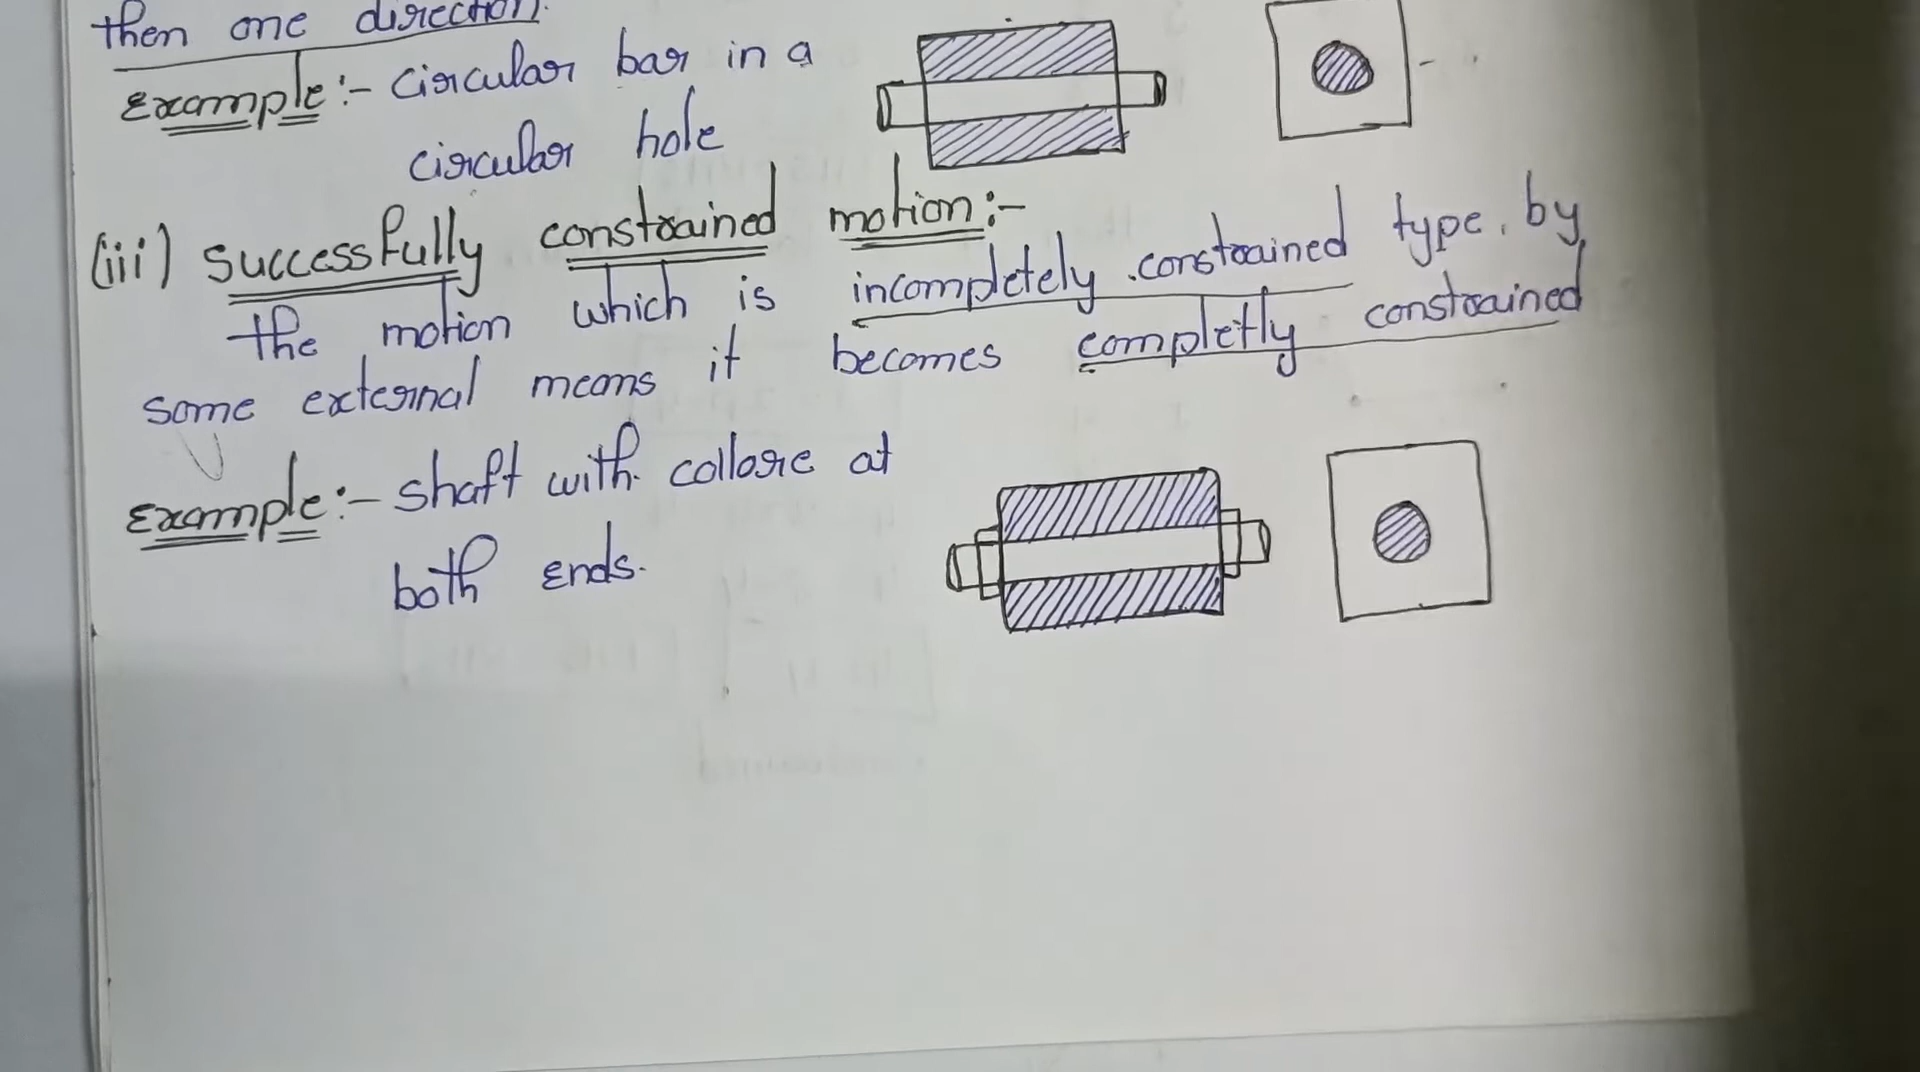 then one direction.
Example:- circular bar in a
circular hole
(iii) successfully constrained motion:-
the motion which is incompletely constrained type. by
some external means it becomes completly constrained
Example:- shaft with collore at
both ends.